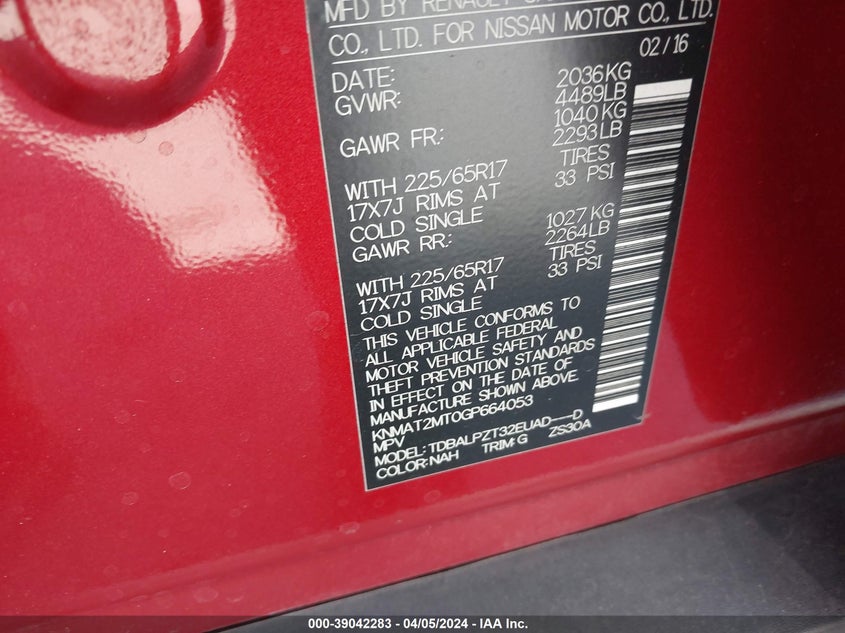 MFD BY RENAULT
CO., LTD. FOR NISSAN MOTOR CO., LTD.
02/16
DATE:
GVWR: 2036KG
4489LB
GAWR FR: 1040KG
2293LB
WITH 225/65R17 TIRES
17X7J RIMS AT 33 PSI
COLD SINGLE
GAWR RR: 1027KG
2264LB
WITH 225/65R17 TIRES
17X7J RIMS AT 33 PSI
COLD SINGLE
THIS VEHICLE CONFORMS TO
ALL APPLICABLE FEDERAL
MOTOR VEHICLE SAFETY AND
THEFT PREVENTION STANDARDS
IN EFFECT ON THE DATE OF
MANUFACTURE SHOWN ABOVE.
KNMAT2MT0GP664053
MPV
MODEL: TDBALPZT32EUAD----D
COLOR: NAH TRIM: G ZS30A
000-39042283 - 04/05/2024 - IAA Inc.